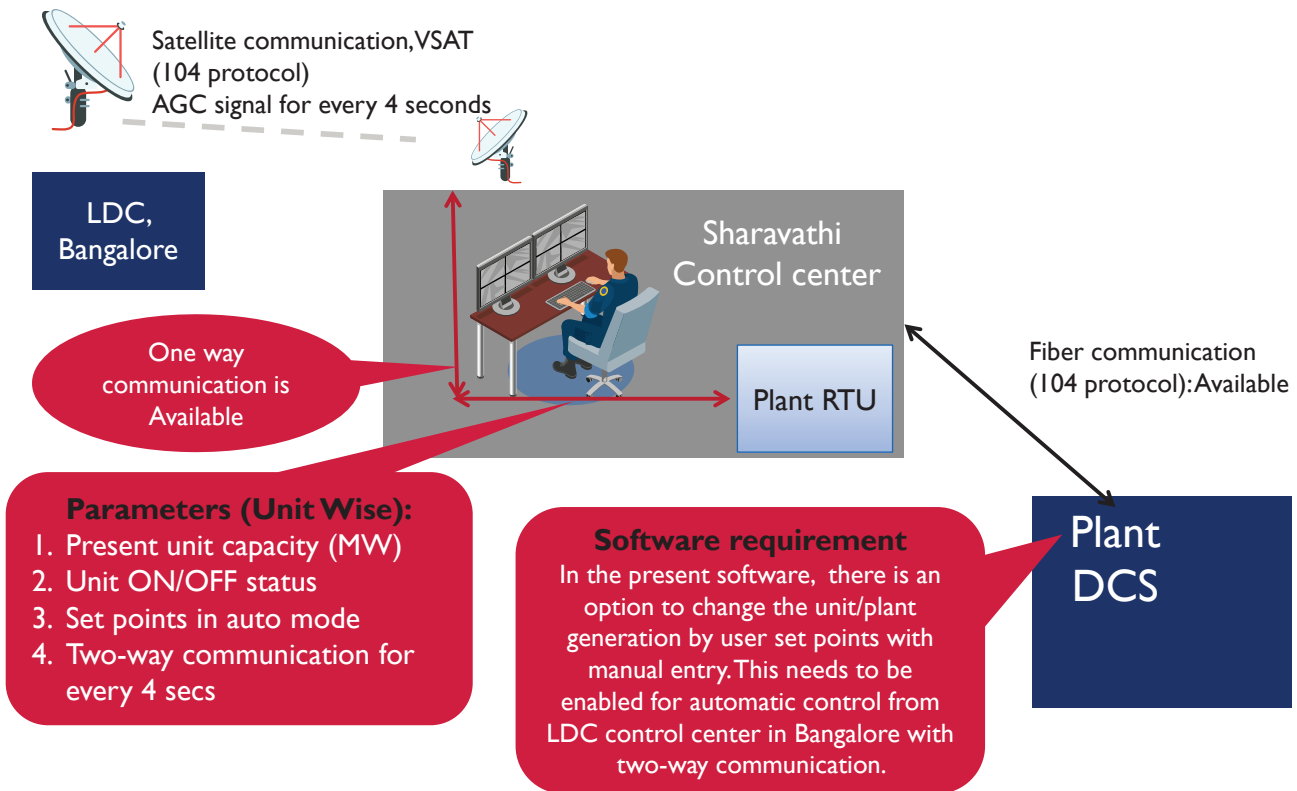 Satellite communication, VSAT
(104 protocol)
AGC signal for every 4 seconds
LDC,
Bangalore
Sharavathi
Control center
One way
communication is
Available
Plant RTU
Fiber communication
(104 protocol): Available
Parameters (Unit Wise):
1. Present unit capacity (MW)
2. Unit ON/OFF status
3. Set points in auto mode
4. Two-way communication for
every 4 secs
Software requirement
In the present software, there is an
option to change the unit/plant
generation by user set points with
manual entry. This needs to be
enabled for automatic control from
LDC control center in Bangalore with
two-way communication.
Plant
DCS